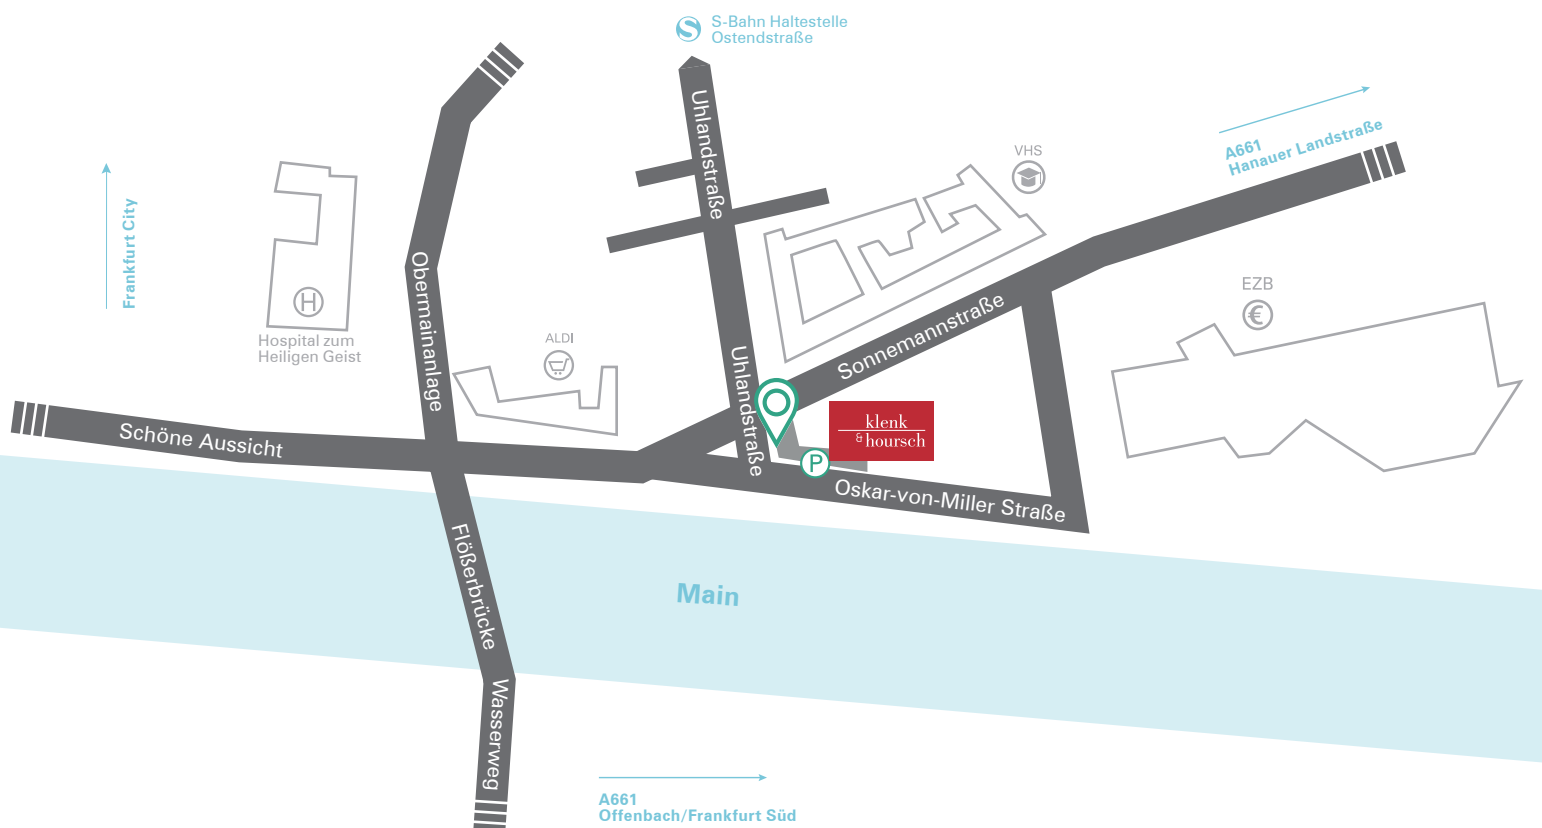 S-Bahn Haltestelle
Ostendstraße
Uhlandstraße
VHS
A661
Hanauer Landstraße
Frankfurt City
Obermainanlage
H
Hospital zum
Heiligen Geist
ALDI
EZB
€
Sonnemannstraße
Uhlandstraße
klenk
& hoursch
P
Schöne Aussicht
Oskar-von-Miller Straße
Flößerbrücke
Main
Wasserweg
A661
Offenbach/Frankfurt Süd